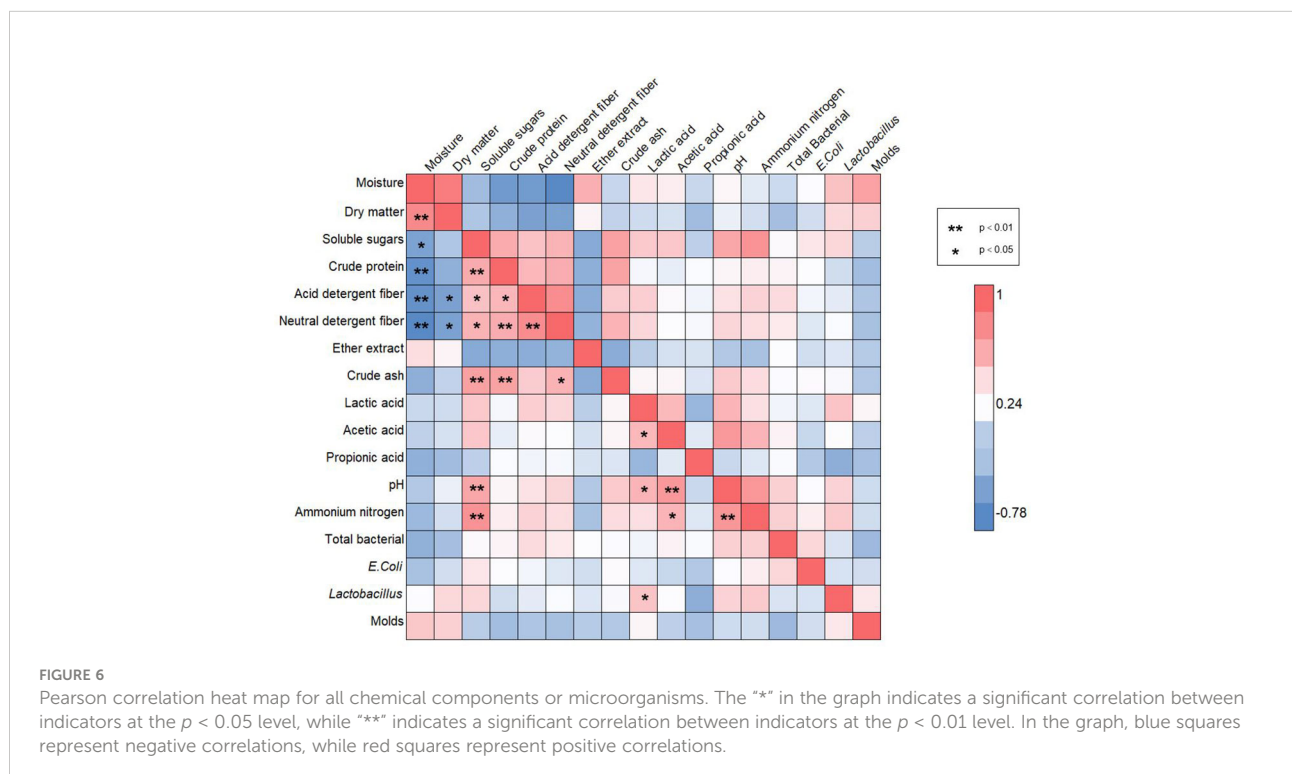 Moisture
Dry matter
Soluble sugars
Crude protein
Acid detergent fiber
Neutral detergent fiber
Ether extract
Crude ash
Lactic acid
Acetic acid
Propionic acid
pH
Ammonium nitrogen
Total Bacterial
E.Coli
Lactobacillus
Molds
Moisture
Dry matter **
Soluble sugars *
Crude protein ** **
Acid detergent fiber ** * * *
Neutral detergent fiber ** * * ** **
Ether extract
Crude ash ** ** *
Lactic acid
Acetic acid *
Propionic acid
pH ** * **
Ammonium nitrogen ** * **
Total bacterial
E.Coli
Lactobacillus *
Molds
** p < 0.01
* p < 0.05
1
0.24
-0.78
FIGURE 6
Pearson correlation heat map for all chemical components or microorganisms. The “*” in the graph indicates a significant correlation between
indicators at the p < 0.05 level, while “**” indicates a significant correlation between indicators at the p < 0.01 level. In the graph, blue squares
represent negative correlations, while red squares represent positive correlations.